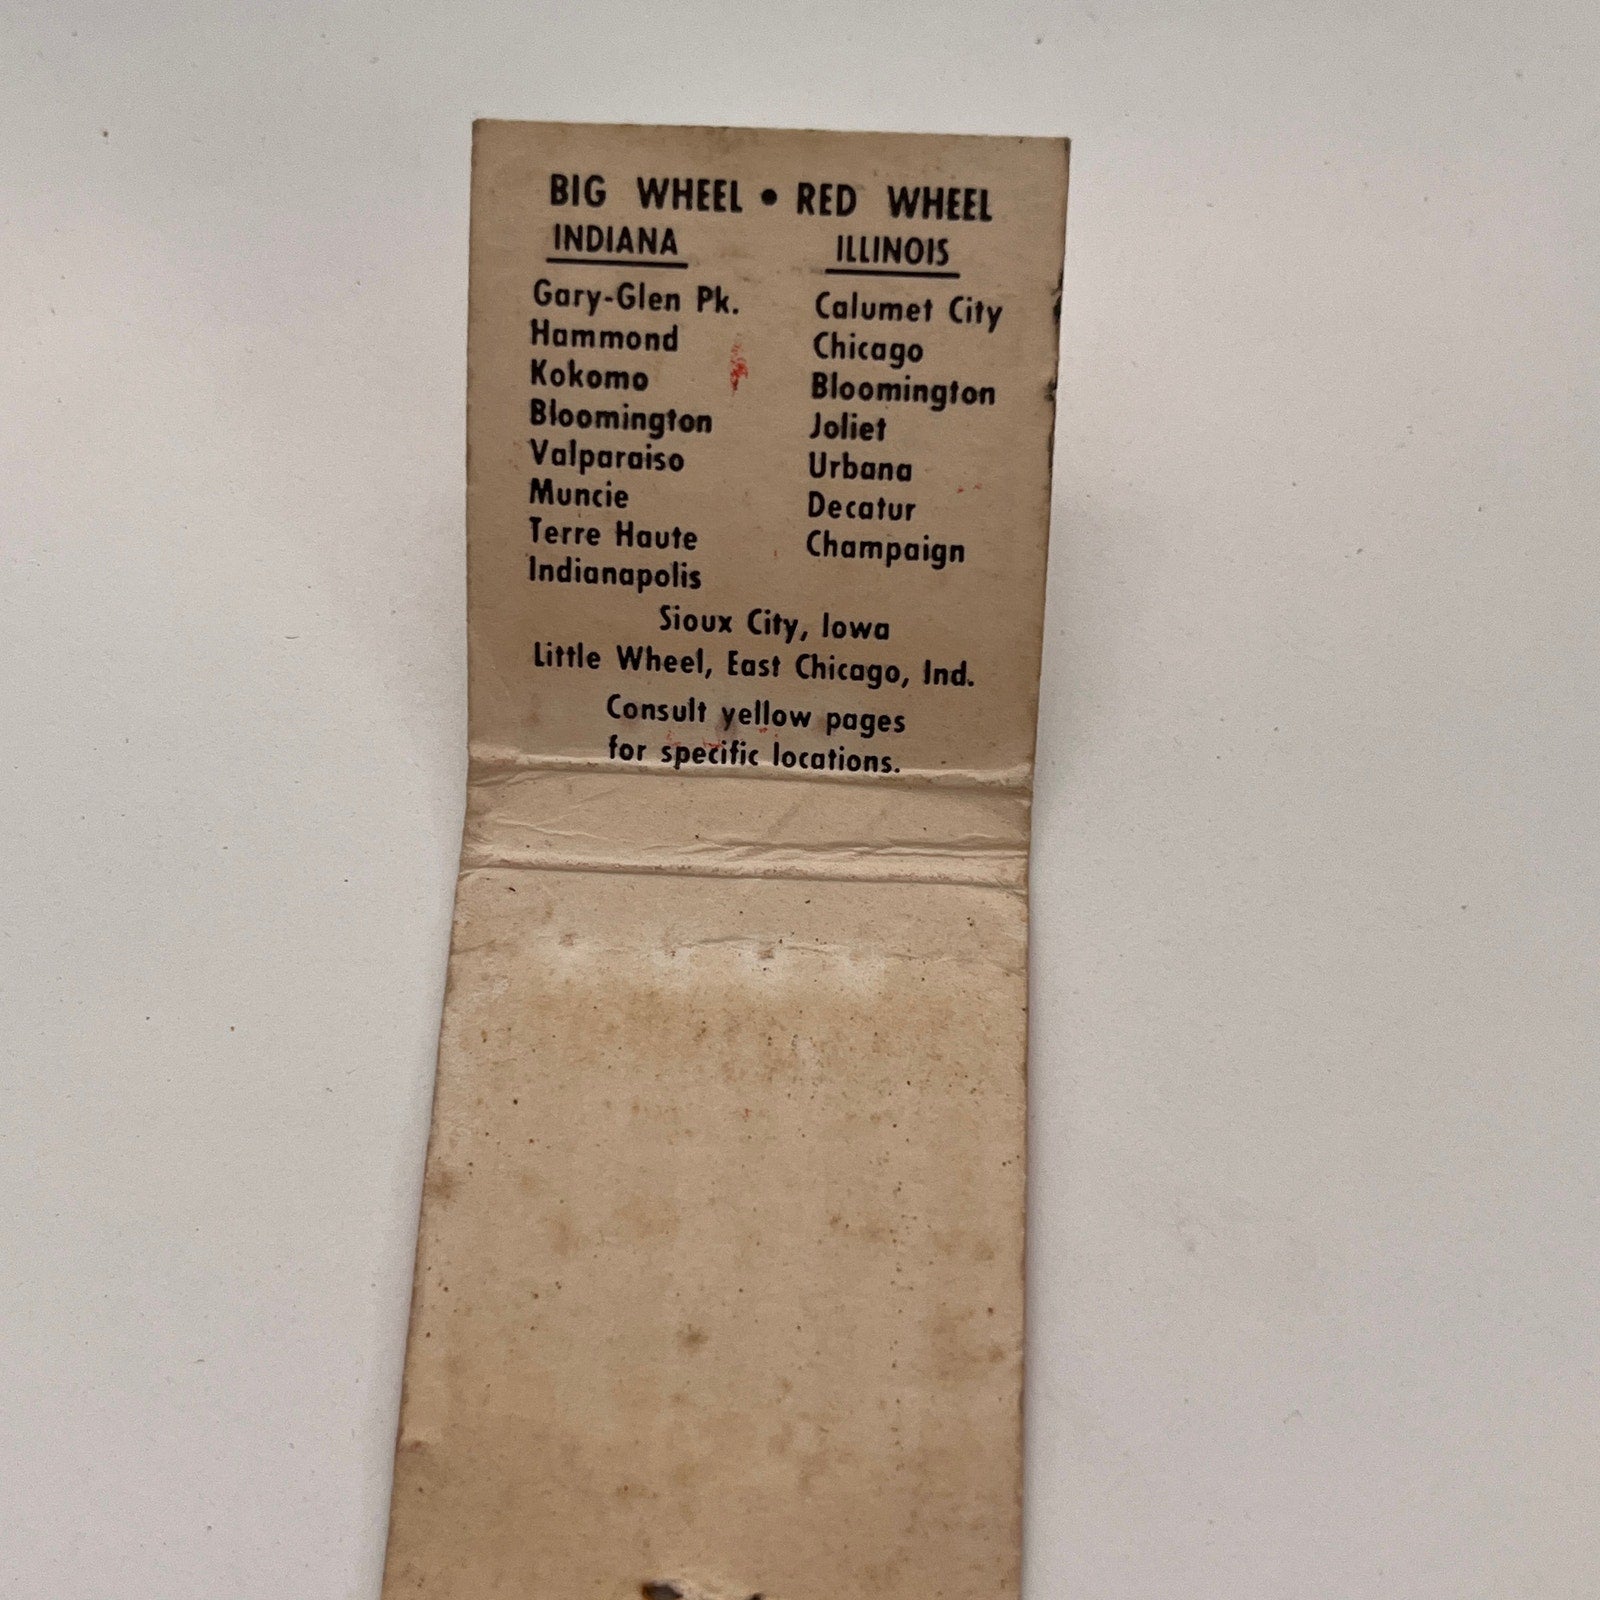 BIG WHEEL • RED WHEEL
INDIANA
Gary-Glen Pk.
Hammond
Kokomo
Bloomington
Valparaiso
Muncie
Terre Haute
Indianapolis
ILLINOIS
Calumet City
Chicago
Bloomington
Joliet
Urbana
Decatur
Champaign
Sioux City, Iowa
Little Wheel, East Chicago, Ind.
Consult yellow pages
for specific locations.